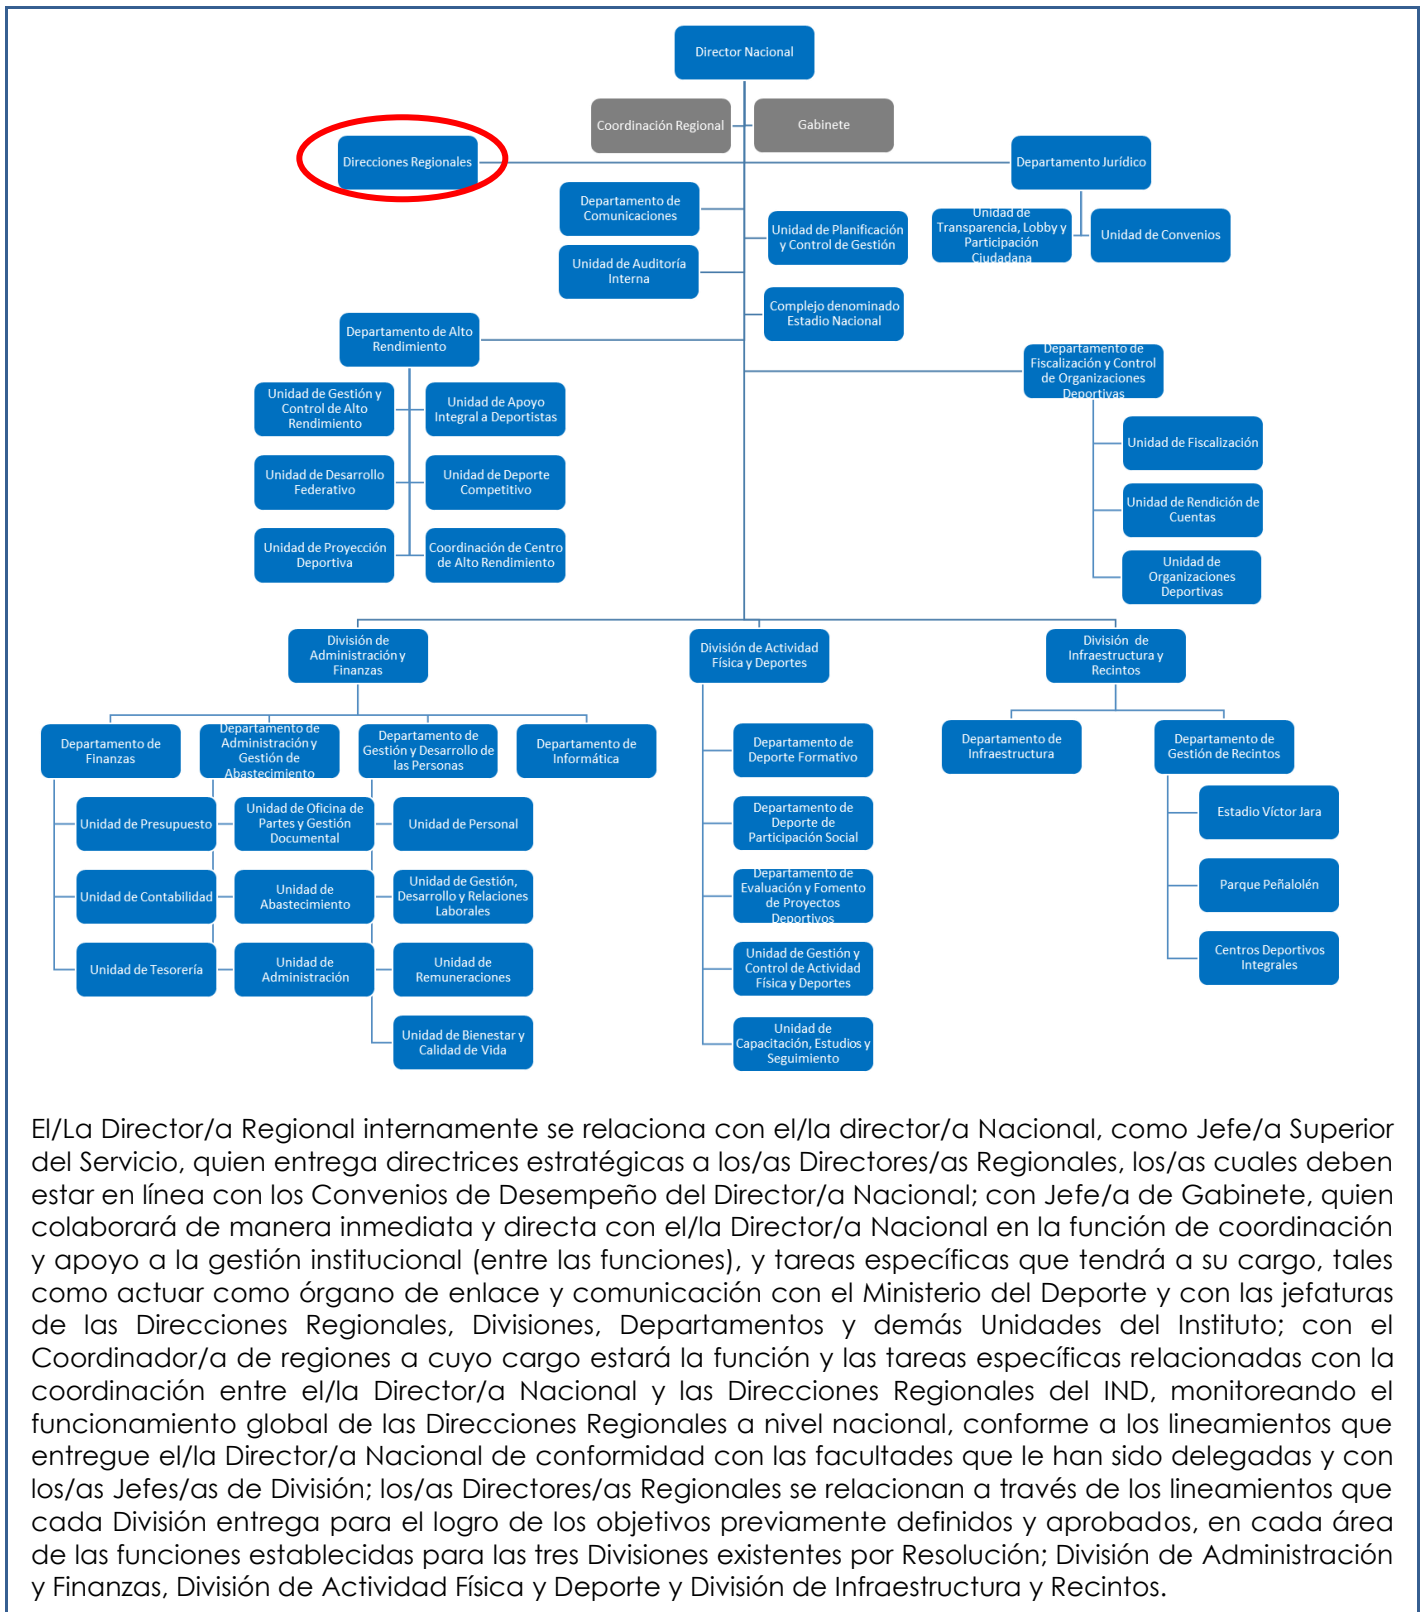 Director Nacional
Coordinación Regional
Gabinete
Direcciones Regionales
Departamento Jurídico
Departamento de
Comunicaciones
Unidad de Planificación
y Control de Gestión
Unidad de
Transparencia, Lobby y
Participación
Ciudadana
Unidad de Convenios
Unidad de Auditoría
Interna
Complejo denominado
Estadio Nacional
Departamento de Alto
Rendimiento
Departamento de
Fiscalización y Control
de Organizaciones
Deportivas
Unidad de Gestión y
Control de Alto
Rendimiento
Unidad de Apoyo
Integral a Deportistas
Unidad de Fiscalización
Unidad de Desarrollo
Federativo
Unidad de Deporte
Competitivo
Unidad de Rendición de
Cuentas
Unidad de Proyección
Deportiva
Coordinación de Centro
de Alto Rendimiento
Unidad de
Organizaciones
Deportivas
División de
Administración y
Finanzas
División de Actividad
Física y Deportes
División de
Infraestructura y
Recintos
Departamento de
Finanzas
Departamento de
Administración y
Gestión de
Abastecimiento
Departamento de
Gestión y Desarrollo de
las Personas
Departamento de
Informática
Departamento de
Deporte Formativo
Departamento de
Infraestructura
Departamento de
Gestión de Recintos
Unidad de Presupuesto
Unidad de Oficina de
Partes y Gestión
Documental
Unidad de Personal
Departamento de
Deporte de
Participación Social
Estadio Víctor Jara
Unidad de Contabilidad
Unidad de
Abastecimiento
Unidad de Gestión,
Desarrollo y Relaciones
Laborales
Departamento de
Evaluación y Fomento
de Proyectos
Deportivos
Parque Peñalolén
Unidad de Tesorería
Unidad de
Administración
Unidad de
Remuneraciones
Unidad de Gestión y
Control de Actividad
Física y Deportes
Centros Deportivos
Integrales
Unidad de Bienestar y
Calidad de Vida
Unidad de
Capacitación, Estudios y
Seguimiento
El/La Director/a Regional internamente se relaciona con el/la director/a Nacional, como Jefe/a Superior
del Servicio, quien entrega directrices estratégicas a los/as Directores/as Regionales, los/as cuales deben
estar en línea con los Convenios de Desempeño del Director/a Nacional; con Jefe/a de Gabinete, quien
colaborará de manera inmediata y directa con el/la Director/a Nacional en la función de coordinación
y apoyo a la gestión institucional (entre las funciones), y tareas específicas que tendrá a su cargo, tales
como actuar como órgano de enlace y comunicación con el Ministerio del Deporte y con las jefaturas
de las Direcciones Regionales, Divisiones, Departamentos y demás Unidades del Instituto; con el
Coordinador/a de regiones a cuyo cargo estará la función y las tareas específicas relacionadas con la
coordinación entre el/la Director/a Nacional y las Direcciones Regionales del IND, monitoreando el
funcionamiento global de las Direcciones Regionales a nivel nacional, conforme a los lineamientos que
entregue el/la Director/a Nacional de conformidad con las facultades que le han sido delegadas y con
los/as Jefes/as de División; los/as Directores/as Regionales se relacionan a través de los lineamientos que
cada División entrega para el logro de los objetivos previamente definidos y aprobados, en cada área
de las funciones establecidas para las tres Divisiones existentes por Resolución; División de Administración
y Finanzas, División de Actividad Física y Deporte y División de Infraestructura y Recintos.